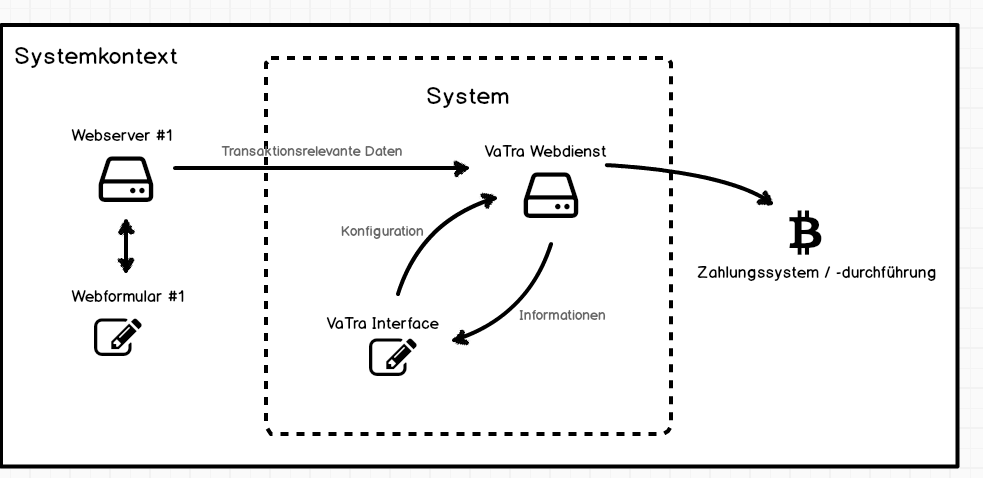 Systemkontext
System
Webserver #1
Transaktionsrelevante Daten
VaTra Webdienst
Konfiguration
Zahlungssystem / -durchführung
Webformular #1
VaTra Interface
Informationen